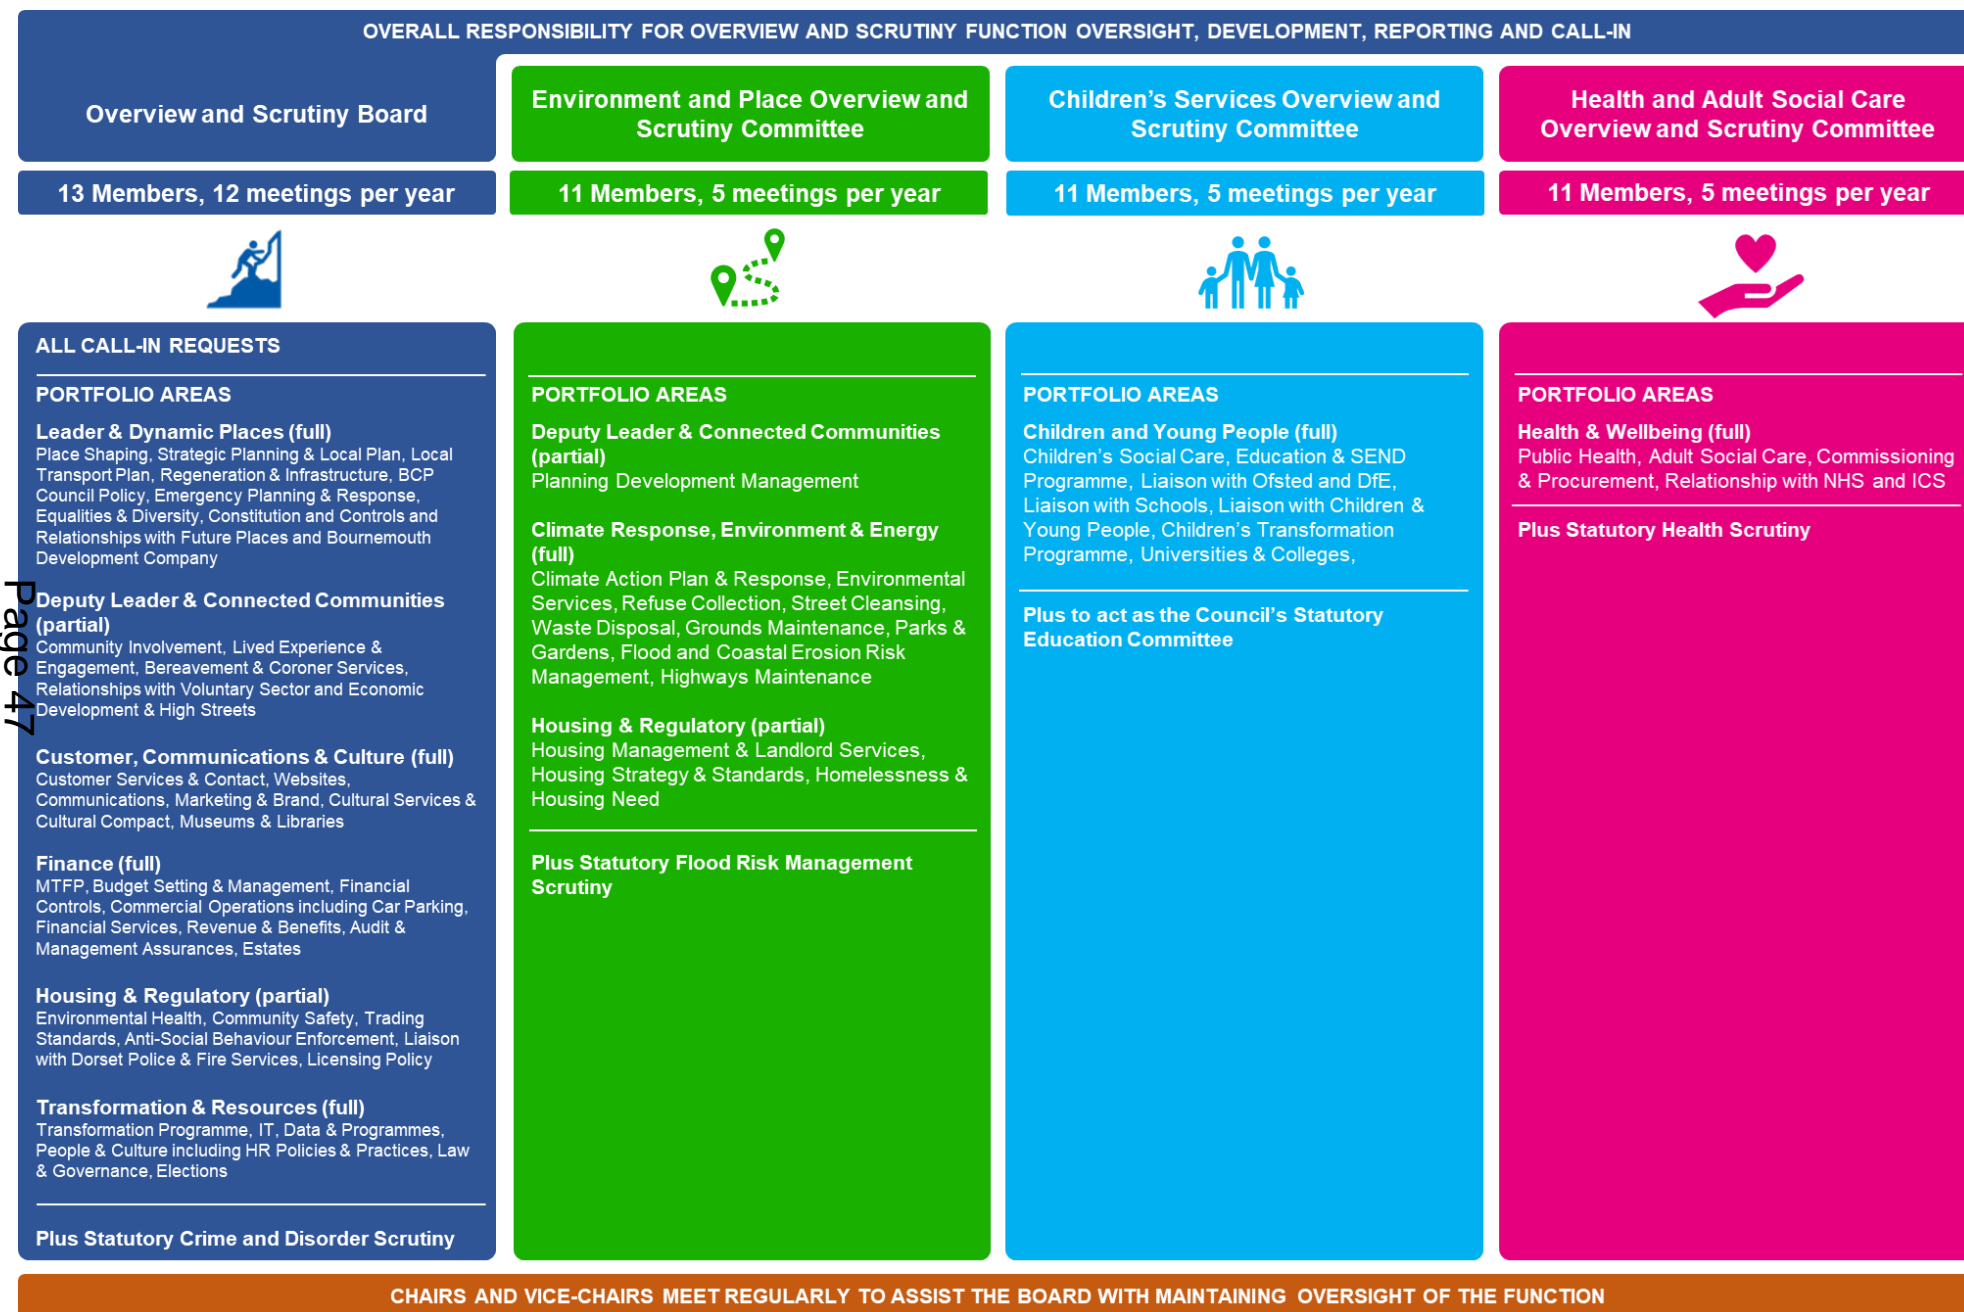 OVERALL RESPONSIBILITY FOR OVERVIEW AND SCRUTINY FUNCTION OVERSIGHT, DEVELOPMENT, REPORTING AND CALL-IN
Overview and Scrutiny Board
13 Members, 12 meetings per year
ALL CALL-IN REQUESTS
PORTFOLIO AREAS
Leader & Dynamic Places (full)
Place Shaping, Strategic Planning & Local Plan, Local
Transport Plan, Regeneration & Infrastructure, BCP
Council Policy, Emergency Planning & Response,
Equalities & Diversity, Constitution and Controls and
Relationships with Future Places and Bournemouth
Development Company
Deputy Leader & Connected Communities
(partial)
Community Involvement, Lived Experience &
Engagement, Bereavement & Coroner Services,
Relationships with Voluntary Sector and Economic
Development & High Streets
Customer, Communications & Culture (full)
Customer Services & Contact, Websites,
Communications, Marketing & Brand, Cultural Services &
Cultural Compact, Museums & Libraries
Finance (full)
MTFP, Budget Setting & Management, Financial
Controls, Commercial Operations including Car Parking,
Financial Services, Revenue & Benefits, Audit &
Management Assurances, Estates
Housing & Regulatory (partial)
Environmental Health, Community Safety, Trading
Standards, Anti-Social Behaviour Enforcement, Liaison
with Dorset Police & Fire Services, Licensing Policy
Transformation & Resources (full)
Transformation Programme, IT, Data & Programmes,
People & Culture including HR Policies & Practices, Law
& Governance, Elections
Plus Statutory Crime and Disorder Scrutiny
Environment and Place Overview and
Scrutiny Committee
11 Members, 5 meetings per year
PORTFOLIO AREAS
Deputy Leader & Connected Communities
(partial)
Planning Development Management
Climate Response, Environment & Energy
(full)
Climate Action Plan & Response, Environmental
Services, Refuse Collection, Street Cleansing,
Waste Disposal, Grounds Maintenance, Parks &
Gardens, Flood and Coastal Erosion Risk
Management, Highways Maintenance
Housing & Regulatory (partial)
Housing Management & Landlord Services,
Housing Strategy & Standards, Homelessness &
Housing Need
Plus Statutory Flood Risk Management
Scrutiny
Children's Services Overview and
Scrutiny Committee
11 Members, 5 meetings per year
PORTFOLIO AREAS
Children and Young People (full)
Children's Social Care, Education & SEND
Programme, Liaison with Ofsted and DfE,
Liaison with Schools, Liaison with Children &
Young People, Children's Transformation
Programme, Universities & Colleges,
Plus to act as the Council's Statutory
Education Committee
Health and Adult Social Care
Overview and Scrutiny Committee
11 Members, 5 meetings per year
PORTFOLIO AREAS
Health & Wellbeing (full)
Public Health, Adult Social Care, Commissioning
& Procurement, Relationship with NHS and ICS
Plus Statutory Health Scrutiny
CHAIRS AND VICE-CHAIRS MEET REGULARLY TO ASSIST THE BOARD WITH MAINTAINING OVERSIGHT OF THE FUNCTION
Page 47